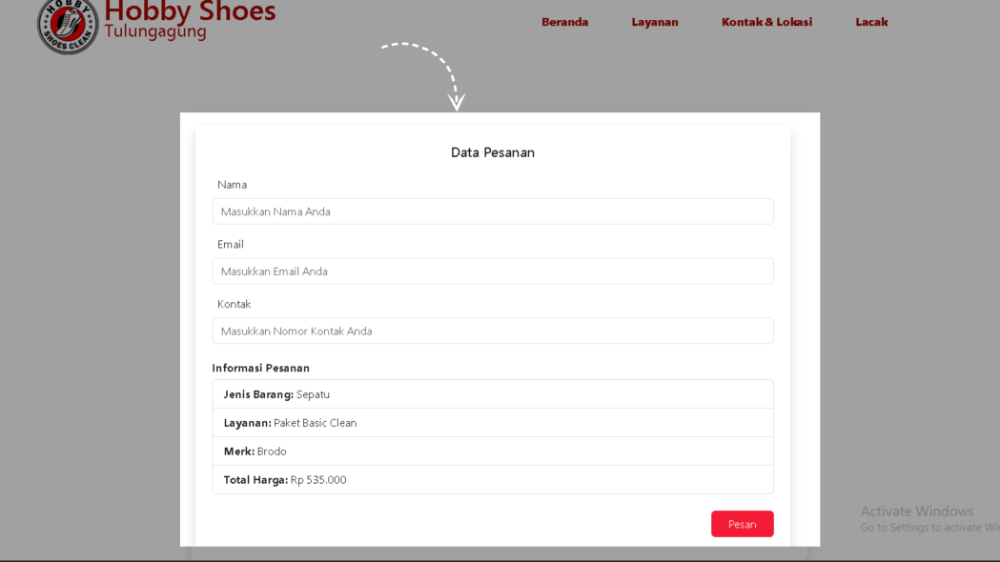 HOBBY
SHOES CLEAN
Hobby Shoes
Tulungagung
Beranda
Layanan
Kontak & Lokasi
Lacak
Data Pesanan
Nama
Masukkan Nama Anda
Email
Masukkan Email Anda
Kontak
Masukkan Nomor Kontak Anda
Informasi Pesanan
Jenis Barang: Sepatu
Layanan: Paket Basic Clean
Merk: Brodo
Total Harga: Rp 535.000
Pesan
Activate Windows
Go to Settings to activate Wi